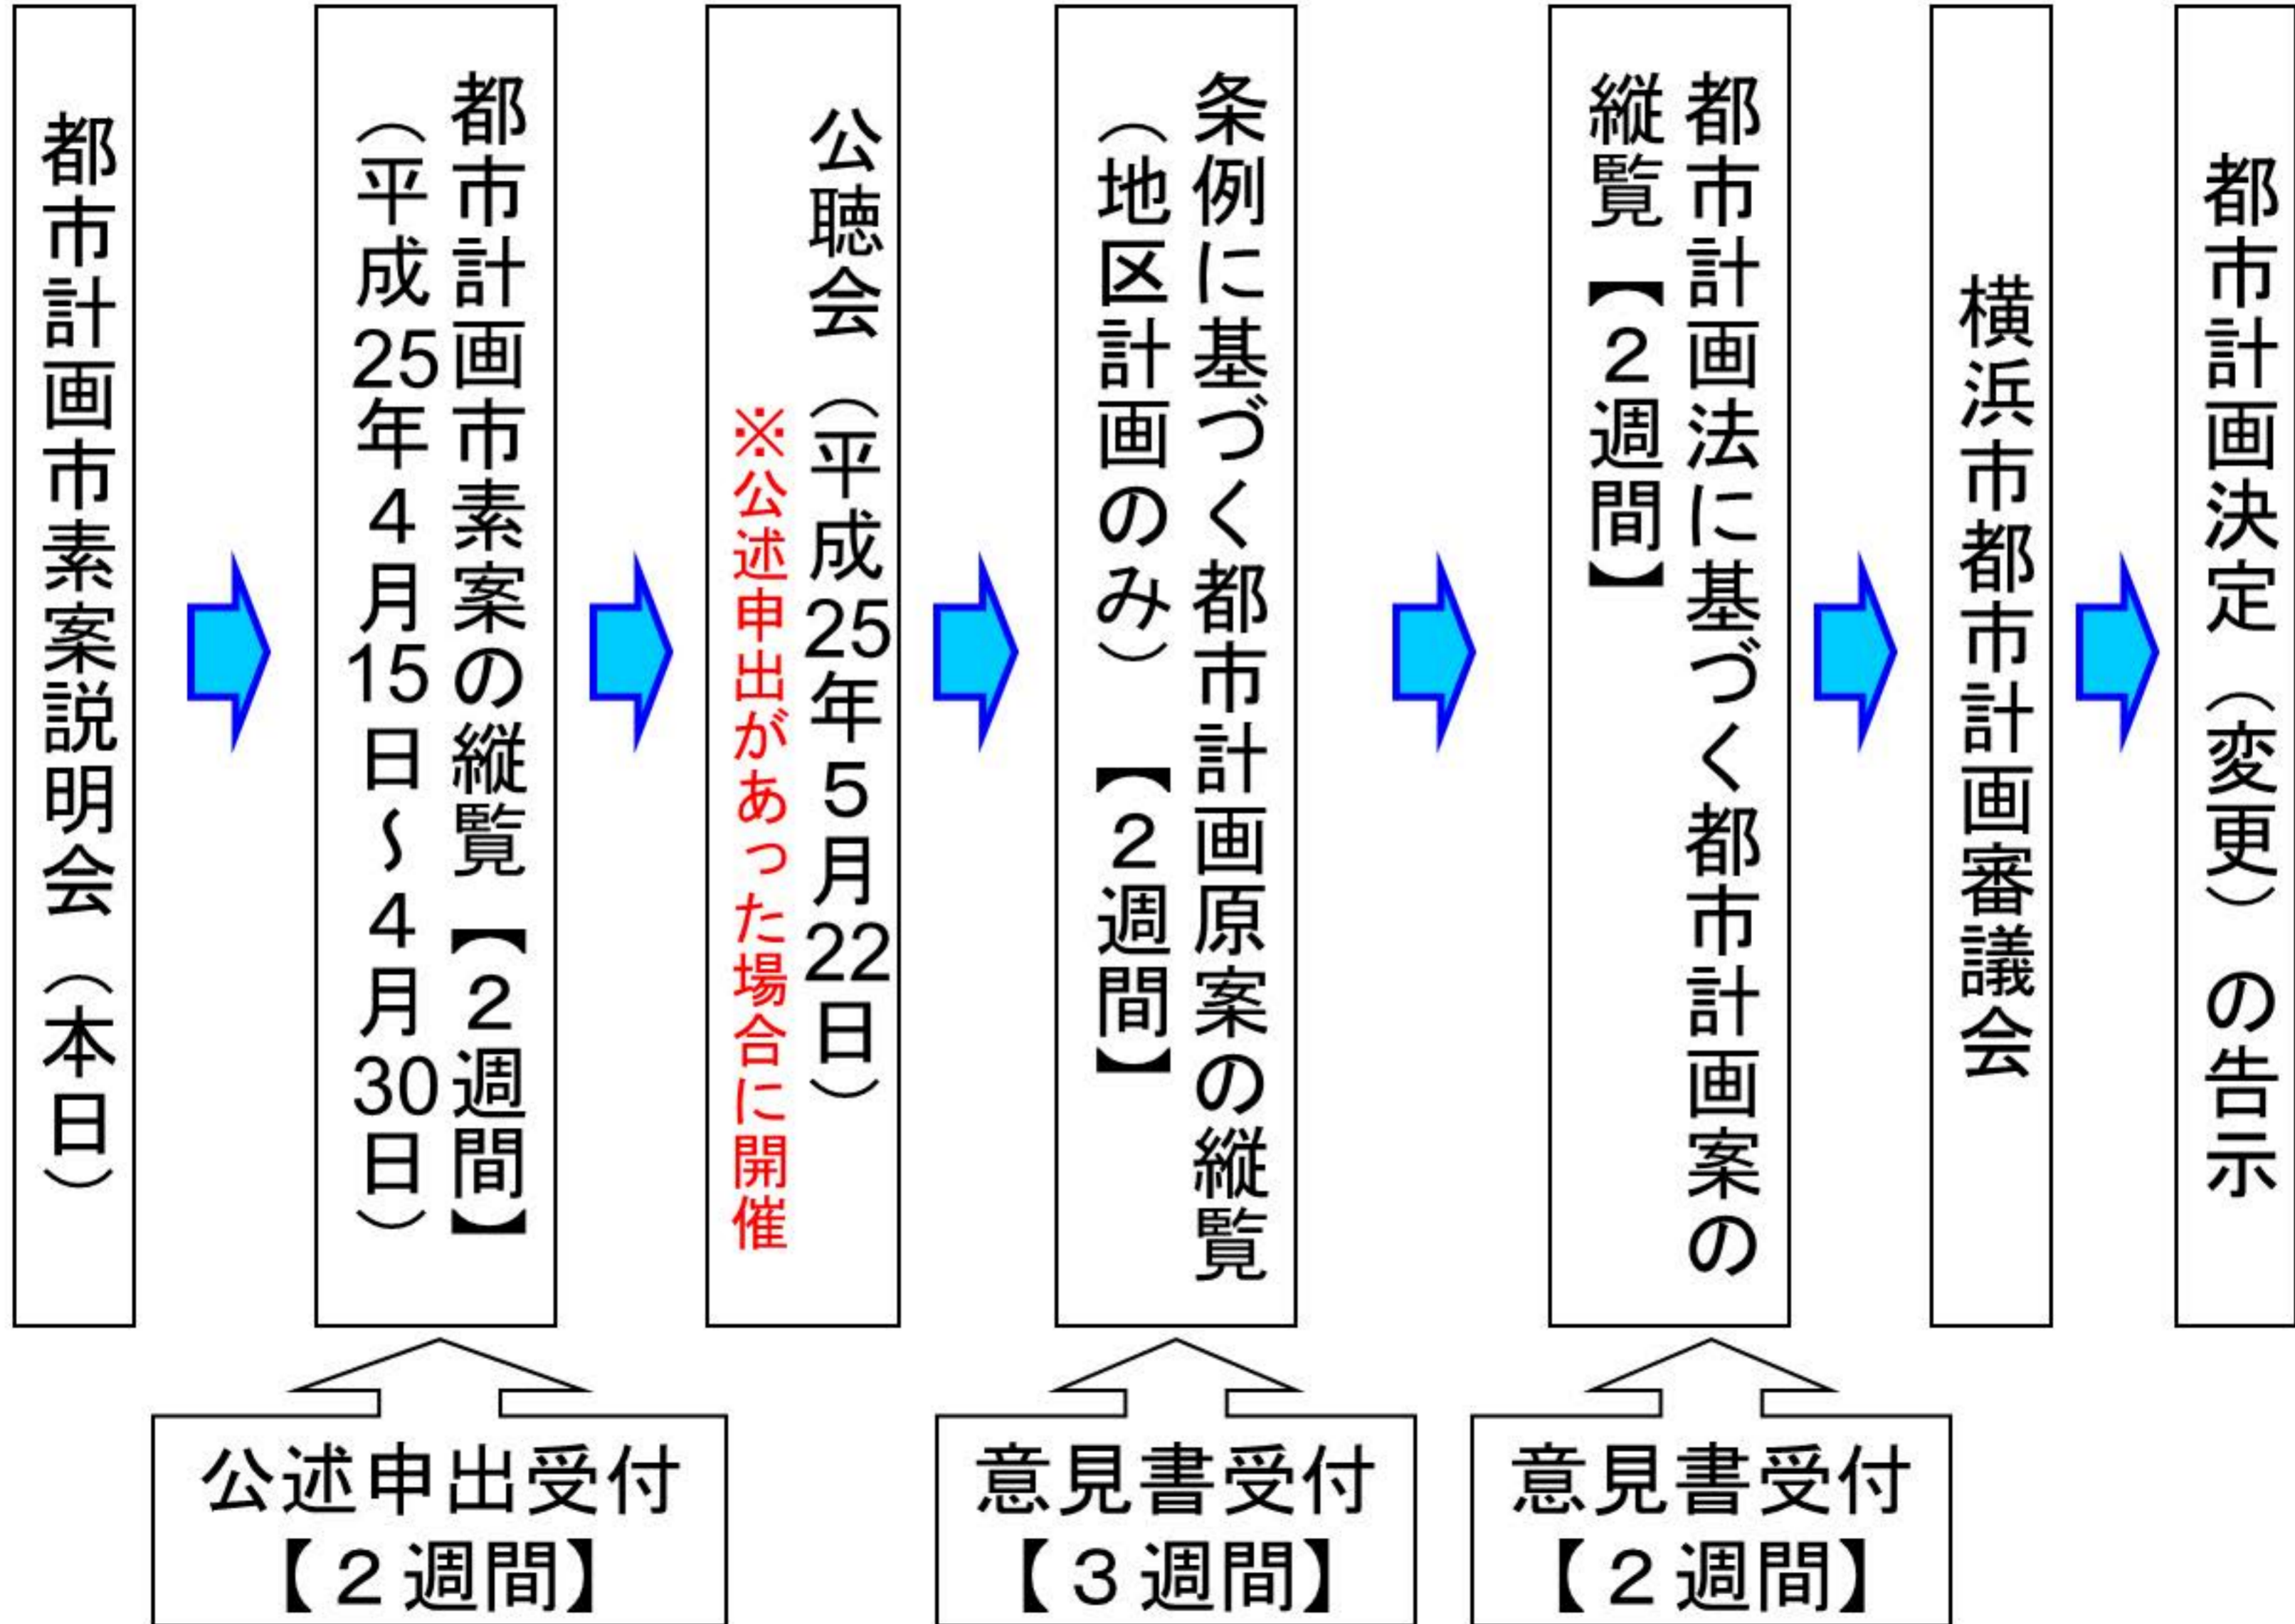 都市計画市素案説明会（本日）
都市計画市素案の縦覧【２週間】
（平成25年４月15日～４月30日）
公聴会（平成25年５月22日）
※公述申出があった場合に開催
条例に基づく都市計画原案の縦覧
（地区計画のみ）【２週間】
都市計画法に基づく都市計画案の
縦覧【２週間】
横浜市都市計画審議会
都市計画決定（変更）の告示
公述申出受付
【２週間】
意見書受付
【３週間】
意見書受付
【２週間】